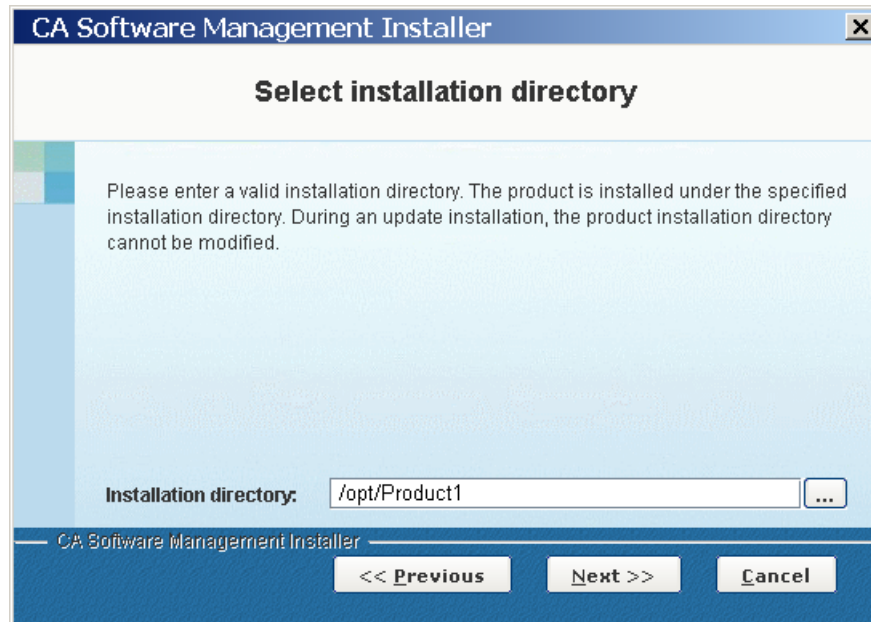 CA Software Management Installer
Select installation directory
Please enter a valid installation directory. The product is installed under the specified
installation directory. During an update installation, the product installation directory
cannot be modified.
Installation directory: /opt/Product1 ...
CA Software Management Installer
<< Previous Next >> Cancel